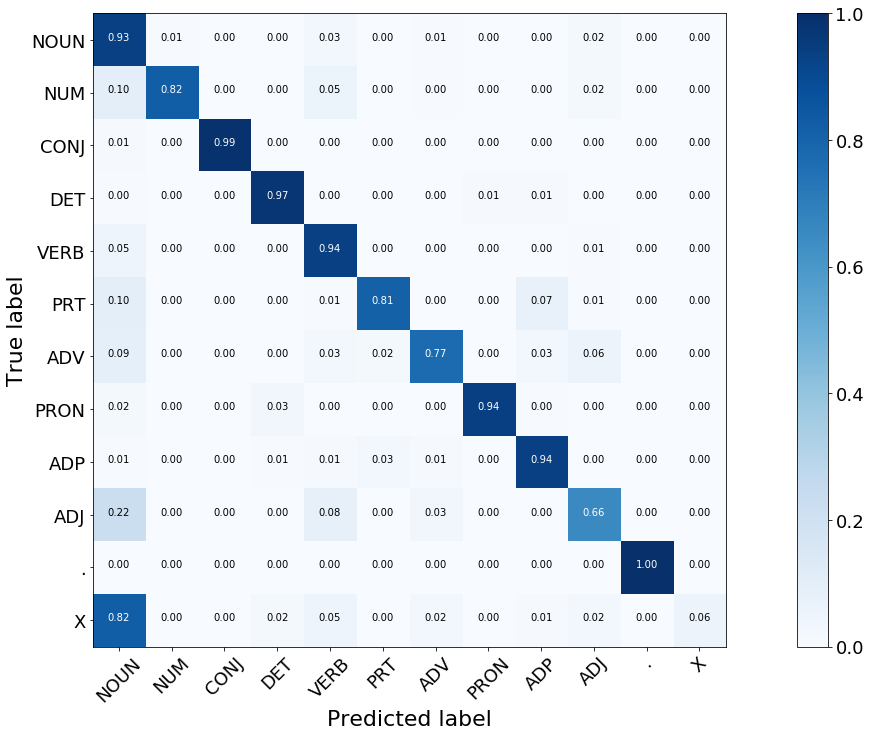 NOUN 0.93 0.01 0.00 0.00 0.03 0.00 0.01 0.00 0.00 0.02 0.00 0.00 1.0
NUM 0.10 0.82 0.00 0.00 0.05 0.00 0.00 0.00 0.00 0.02 0.00 0.00
CONJ 0.01 0.00 0.99 0.00 0.00 0.00 0.00 0.00 0.00 0.00 0.00 0.00 0.8
DET 0.00 0.00 0.00 0.97 0.00 0.00 0.00 0.01 0.01 0.00 0.00 0.00
VERB 0.05 0.00 0.00 0.00 0.94 0.00 0.00 0.00 0.00 0.01 0.00 0.00
PRT 0.10 0.00 0.00 0.00 0.01 0.81 0.00 0.00 0.07 0.01 0.00 0.00 0.6
True label
ADV 0.09 0.00 0.00 0.00 0.03 0.02 0.77 0.00 0.03 0.06 0.00 0.00
PRON 0.02 0.00 0.00 0.03 0.00 0.00 0.00 0.94 0.00 0.00 0.00 0.00 0.4
ADP 0.01 0.00 0.00 0.01 0.01 0.03 0.01 0.00 0.94 0.00 0.00 0.00
ADJ 0.22 0.00 0.00 0.00 0.08 0.00 0.03 0.00 0.00 0.66 0.00 0.00 0.2
. 0.00 0.00 0.00 0.00 0.00 0.00 0.00 0.00 0.00 0.00 1.00 0.00
X 0.82 0.00 0.00 0.02 0.05 0.00 0.02 0.00 0.01 0.02 0.00 0.06 0.0
NOUN NUM CONJ DET VERB PRT ADV PRON ADP ADJ . X
Predicted label